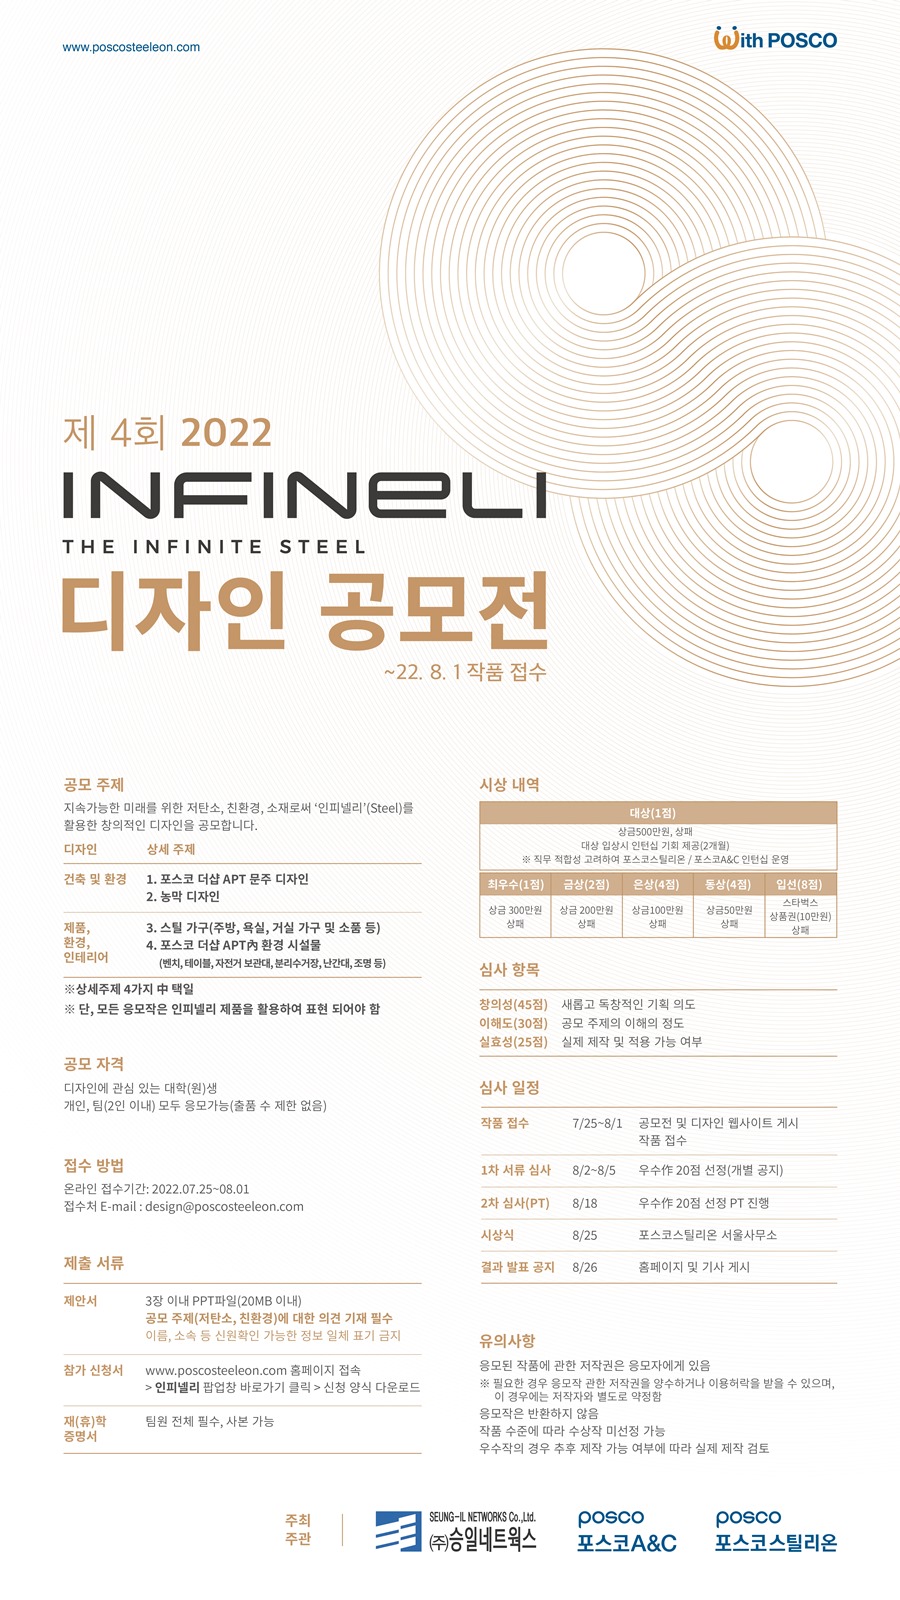 www.poscosteeleon.com
With POSCO
제 4회 2022
INFINELI
THE INFINITE STEEL
디자인 공모전
~22. 8. 1 작품 접수
공모 주제
지속가능한 미래를 위한 저탄소, 친환경, 소재로써 ‘인피넬리’(Steel)를
활용한 창의적인 디자인을 공모합니다.
디자인 상세 주제
건축 및 환경 1. 포스코 더샵 APT 문주 디자인
2. 농막 디자인
제품,
환경,
인테리어
3. 스틸 가구(주방, 욕실, 거실 가구 및 소품 등)
4. 포스코 더샵 APT內 환경 시설물
(벤치, 테이블, 자전거 보관대, 분리수거장, 난간대, 조명 등)
※상세주제 4가지 中 택일
※ 단, 모든 응모작은 인피넬리 제품을 활용하여 표현 되어야 함
공모 자격
디자인에 관심 있는 대학(원)생
개인, 팀(2인 이내) 모두 응모가능(출품 수 제한 없음)
접수 방법
온라인 접수기간: 2022.07.25~08.01
접수처 E-mail : design@poscosteeleon.com
제출 서류
제안서 3장 이내 PPT파일(20MB 이내)
공모 주제(저탄소, 친환경)에 대한 의견 기재 필수
이름, 소속 등 신원확인 가능한 정보 일체 표기 금지
참가 신청서 www.poscosteeleon.com 홈페이지 접속
> 인피넬리 팝업창 바로가기 클릭 > 신청 양식 다운로드
재(휴)학
증명서
팀원 전체 필수, 사본 가능
시상 내역
대상(1점)
상금500만원, 상패
대상 입상시 인턴십 기회 제공(2개월)
※ 직무 적합성 고려하여 포스코스틸리온 / 포스코A&C 인턴십 운영
최우수(1점) 금상(2점) 은상(4점) 동상(4점) 입선(8점)
상금 300만원
상패
상금 200만원
상패
상금100만원
상패
상금50만원
상패
스타벅스
상품권(10만원)
상패
심사 항목
창의성(45점) 새롭고 독창적인 기획 의도
이해도(30점) 공모 주제의 이해의 정도
실효성(25점) 실제 제작 및 적용 가능 여부
심사 일정
작품 접수 7/25~8/1 공모전 및 디자인 웹사이트 게시
작품 접수
1차 서류 심사 8/2~8/5 우수作 20점 선정(개별 공지)
2차 심사(PT) 8/18 우수作 20점 선정 PT 진행
시상식 8/25 포스코스틸리온 서울사무소
결과 발표 공지 8/26 홈페이지 및 기사 게시
유의사항
응모된 작품에 관한 저작권은 응모자에게 있음
※ 필요한 경우 응모작 관한 저작권을 양수하거나 이용허락을 받을 수 있으며,
이 경우에는 저작자와 별도로 약정함
응모작은 반환하지 않음
작품 수준에 따라 수상작 미선정 가능
우수작의 경우 추후 제작 가능 여부에 따라 실제 제작 검토
주최
주관
SEUNG-IL NETWORKS Co.,Ltd.
(주)승일네트웍스
posco
포스코A&C
posco
포스코스틸리온